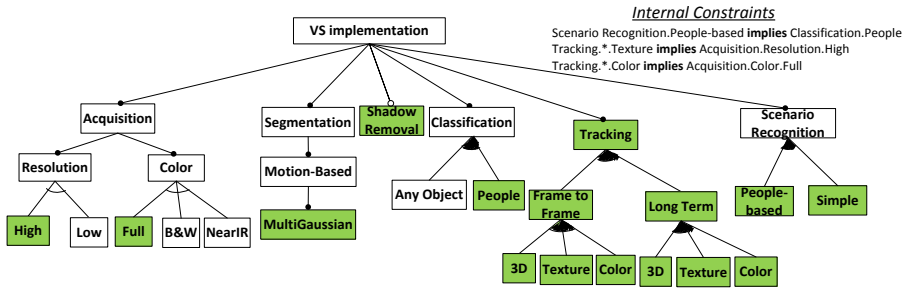 Internal Constraints
Scenario Recognition.People-based implies Classification.People
Tracking.*.Texture implies Acquisition.Resolution.High
Tracking.*.Color implies Acquisition.Color.Full
VS implementation
Acquisition
Segmentation
Shadow
Removal
Classification
Tracking
Scenario
Recognition
Resolution
Color
Motion-Based
Any Object
People
Frame to
Frame
Long Term
People-
based
Simple
High
Low
Full
B&W
NearIR
MultiGaussian
3D
Texture
Color
3D
Texture
Color